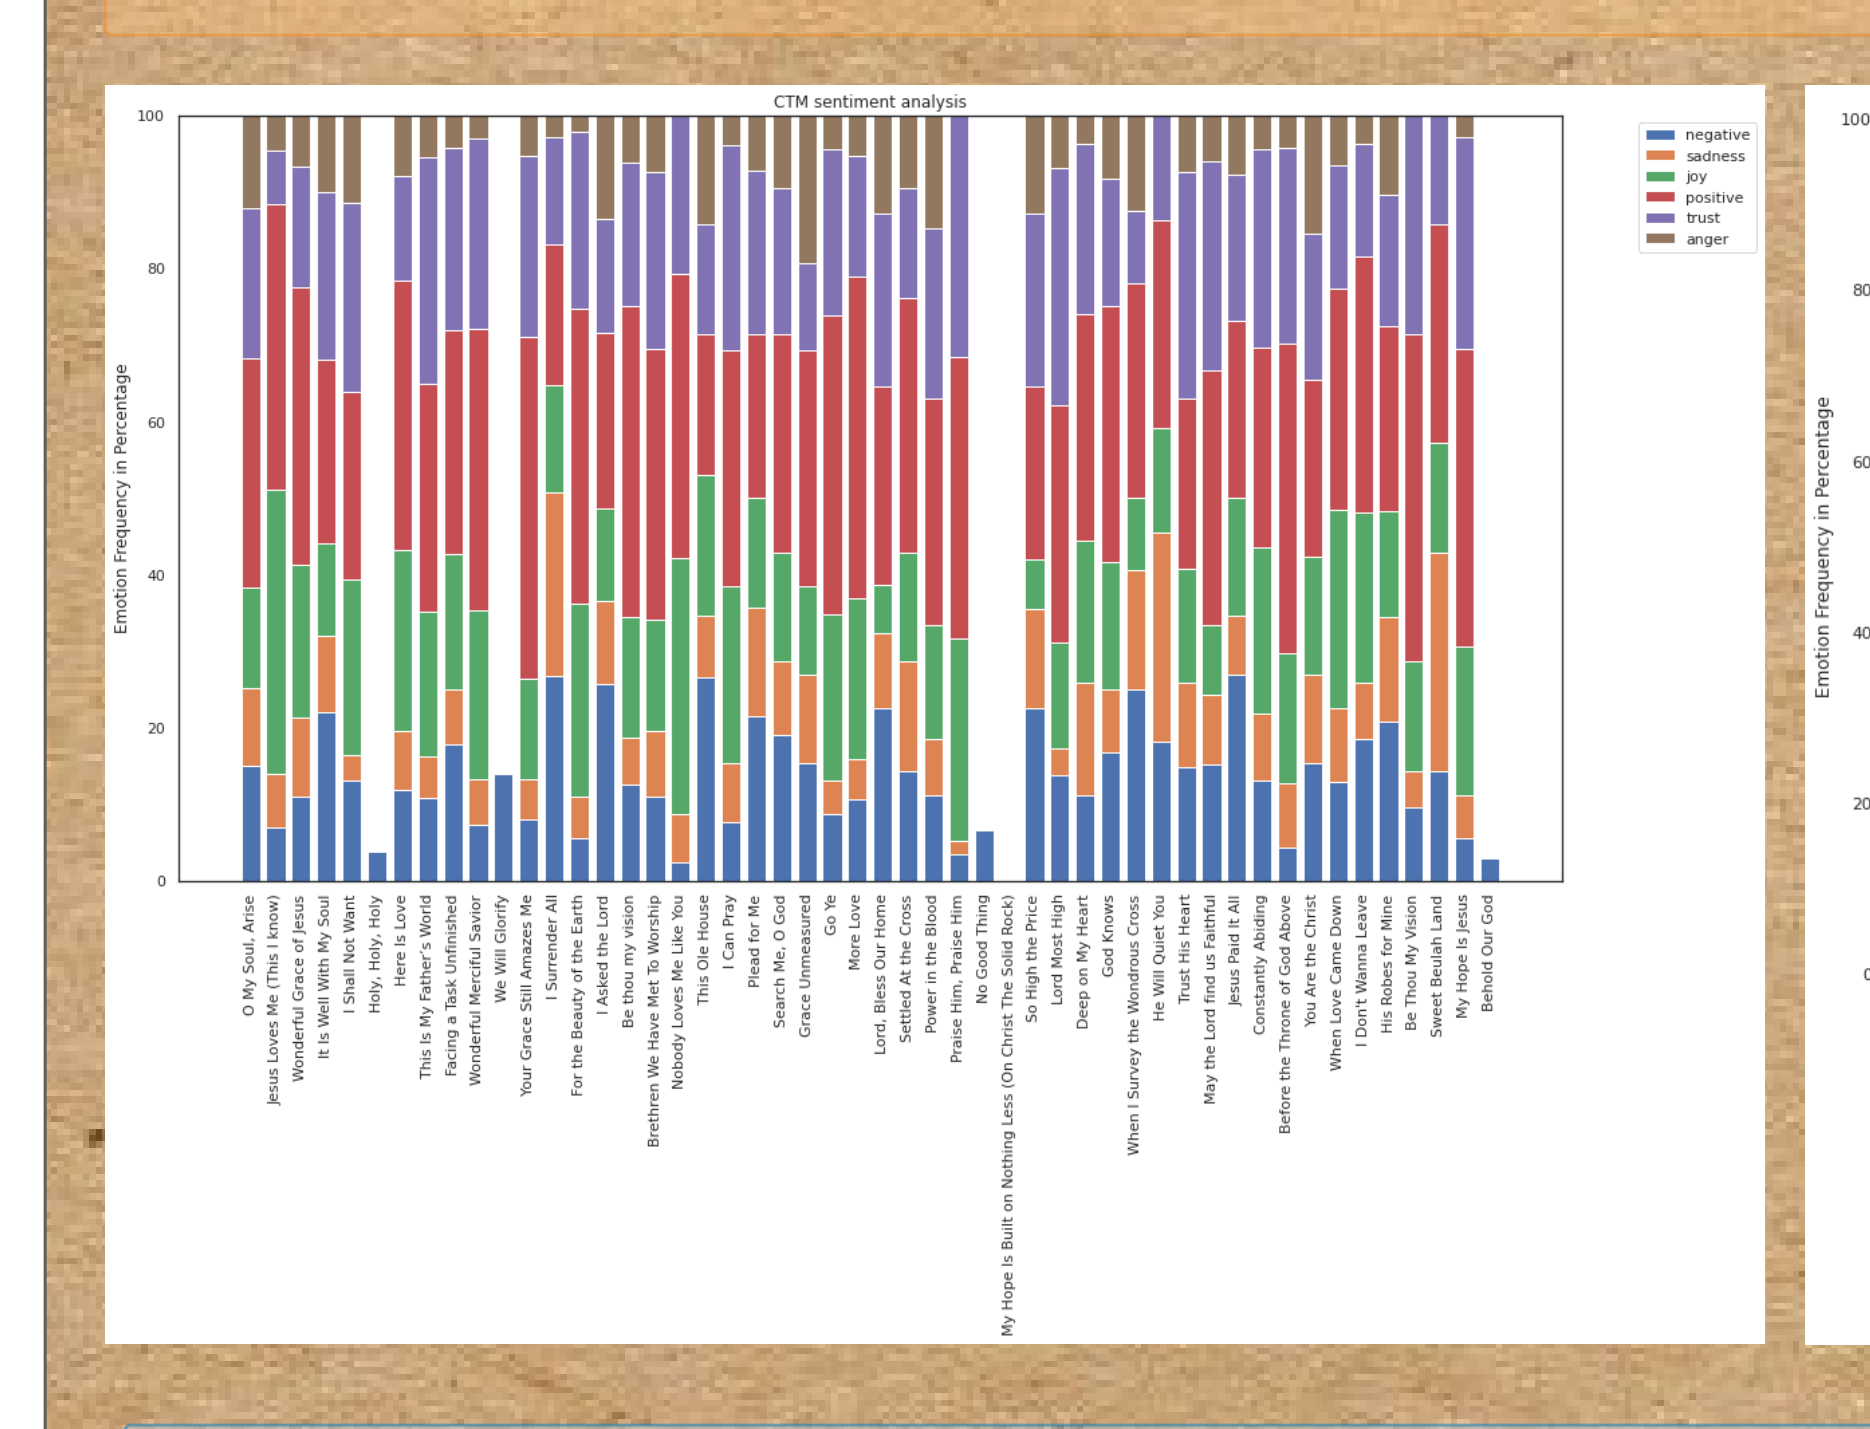 CTM sentiment analysis
100
80
60
40
20
0
Emotion Frequency in Percentage
negative
sadness
joy
positive
trust
anger
O My Soul, Arise
Jesus Loves Me (This I know)
Wonderful Grace of Jesus
It Is Well With My Soul
I Shall Not Want
Holy, Holy, Holy
Here Is Love
This Is My Father's World
Facing a Task Unfinished
Wonderful Merciful Savior
We Will Glorify
Your Grace Still Amazes Me
I Surrender All
For the Beauty of the Earth
I Asked the Lord
Be thou my vision
Brethren We Have Met To Worship
Nobody Loves Me Like You
This Ole House
I Can Pray
Plead for Me
Search Me, O God
Grace Unmeasured
Go Ye
More Love
Lord, Bless Our Home
Settled At the Cross
Power in the Blood
Praise Him, Praise Him
No Good Thing
My Hope Is Built on Nothing Less (On Christ The Solid Rock)
So High the Price
Lord Most High
Deep on My Heart
God Knows
When I Survey the Wondrous Cross
He Will Quiet You
Trust His Heart
May the Lord find us Faithful
Jesus Paid It All
Constantly Abiding
Before the Throne of God Above
You Are the Christ
When Love Came Down
I Don't Wanna Leave
His Robes for Mine
Be Thou My Vision
Sweet Beulah Land
My Hope Is Jesus
Behold Our God
100
80
60
40
20
Emotion Frequency in Percentage